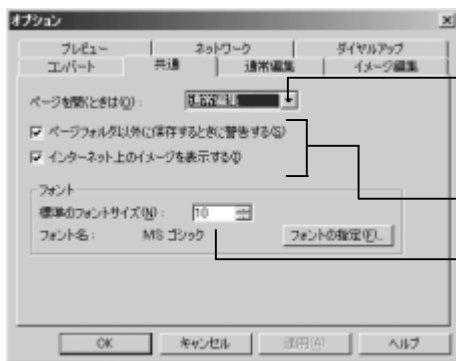 オプション
プレビュー ネットワーク ダイヤルアップ
コンバート 共通 通常編集 イメージ編集
ページを開くときは(O): 通常編集
ページフォルダ以外に保存するときに警告する(S)
インターネット上のイメージを表示する(I)
フォント
標準のフォントサイズ(N): 10
フォント名: MS ゴシック フォントの指定(F)...
OK キャンセル 適用(A) ヘルプ